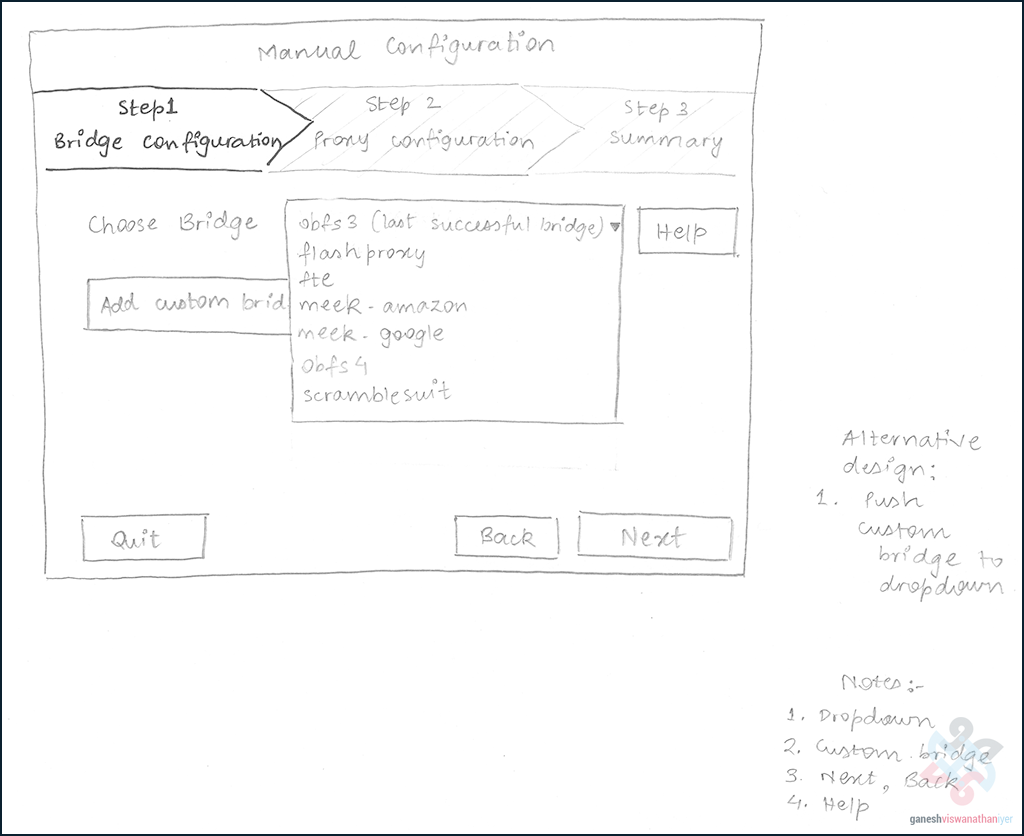 Manual Configuration
Step1
Bridge Configuration
Step 2
Proxy configuration
Step 3
Summary
Choose Bridge
obfs3 (last successful bridge)
Help
flashproxy
fte
Add custom brid
meek-amazon
meek-google
obfs4
scramblesuit
Quit
Back
Next
Alternative
design:
1. Push
custom
bridge to
dropdown
Notes:-
1. Dropdown
2. Custom bridge
3. Next, Back
4. Help
ganeshviswanathaniyer